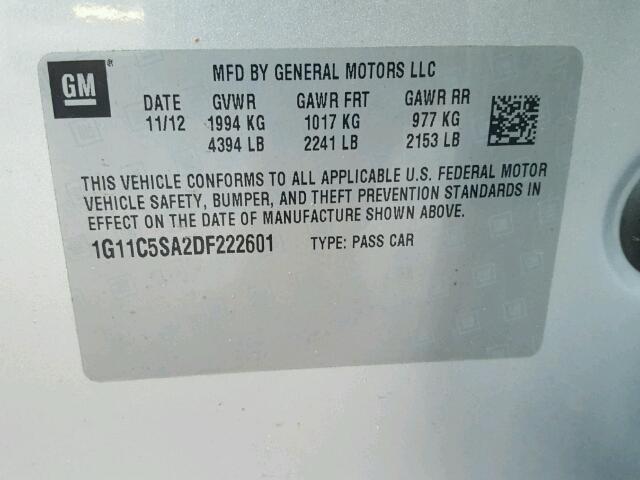 GM ® MFD BY GENERAL MOTORS LLC
DATE GVWR GAWR FRT GAWR RR
11/12 1994 KG 1017 KG 977 KG
4394 LB 2241 LB 2153 LB
THIS VEHICLE CONFORMS TO ALL APPLICABLE U.S. FEDERAL MOTOR
VEHICLE SAFETY, BUMPER, AND THEFT PREVENTION STANDARDS IN
EFFECT ON THE DATE OF MANUFACTURE SHOWN ABOVE.
1G11C5SA2DF222601 TYPE: PASS CAR